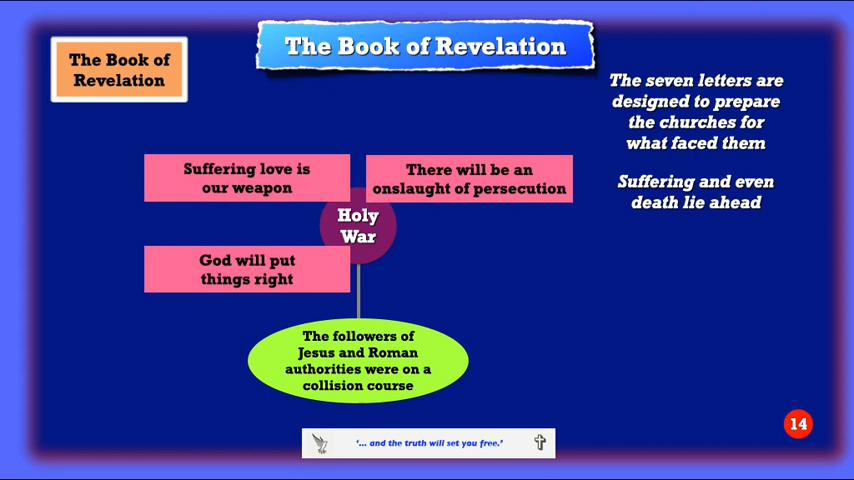 The Book of Revelation
The Book of
Revelation
The seven letters are
designed to prepare
the churches for
what faced them
Suffering and even
death lie ahead
Suffering love is
our weapon
There will be an
onslaught of persecution
Holy
War
God will put
things right
The followers of
Jesus and Roman
authorities were on a
collision course
14
'... and the truth will set you free.'